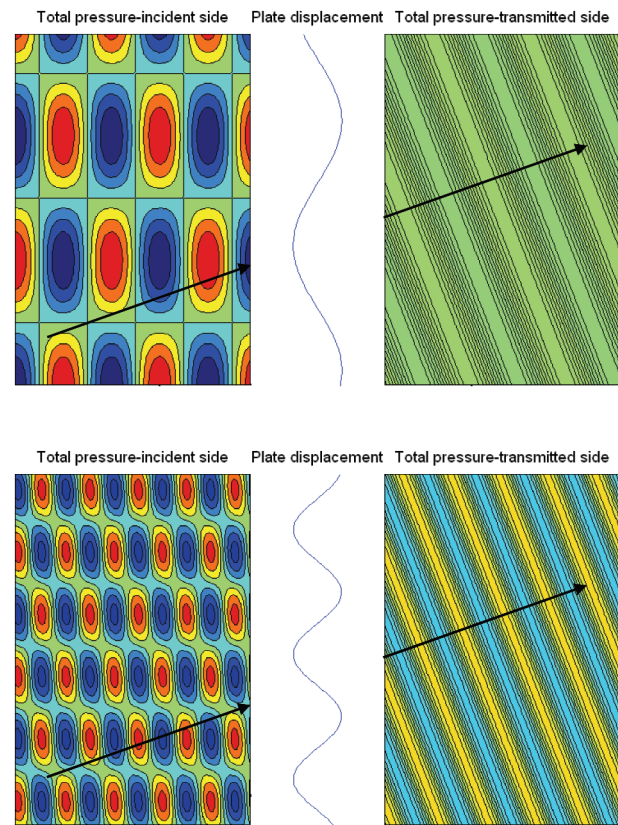 Total pressure-incident side
Plate displacement
Total pressure-transmitted side
Total pressure-incident side
Plate displacement
Total pressure-transmitted side